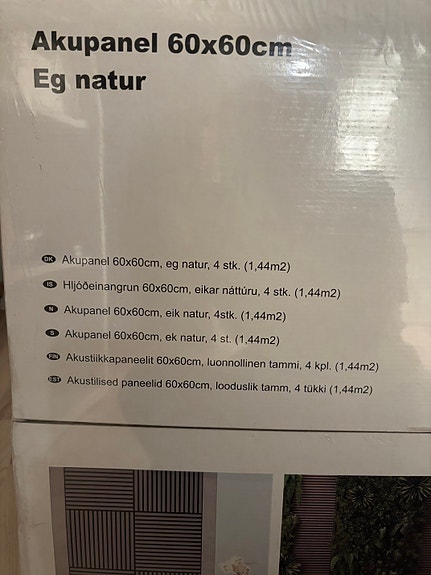 Akupanel 60x60cm
Eg natur
DK Akupanel 60x60cm, eg natur, 4 stk. (1,44m2)
IS Hljóðeinangrun 60x60cm, eikar náttúru, 4 stk. (1,44m2)
N Akupanel 60x60cm, eik natur, 4stk. (1,44m2)
S Akupanel 60x60cm, ek natur, 4 st. (1,44m2)
FIN Akustiikkapaneelit 60x60cm, luonnollinen tammi, 4 kpl. (1,44m2)
EST Akustilised paneelid 60x60cm, looduslik tamm, 4 tükki (1,44m2)